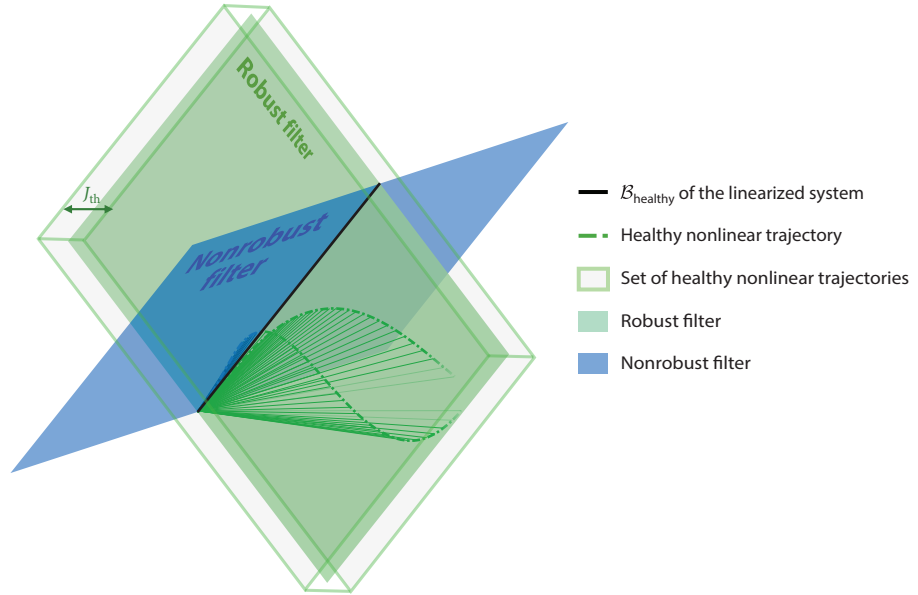 Robust filter
J_th
Nonrobust
filter
ℬ_healthy of the linearized system
Healthy nonlinear trajectory
Set of healthy nonlinear trajectories
Robust filter
Nonrobust filter